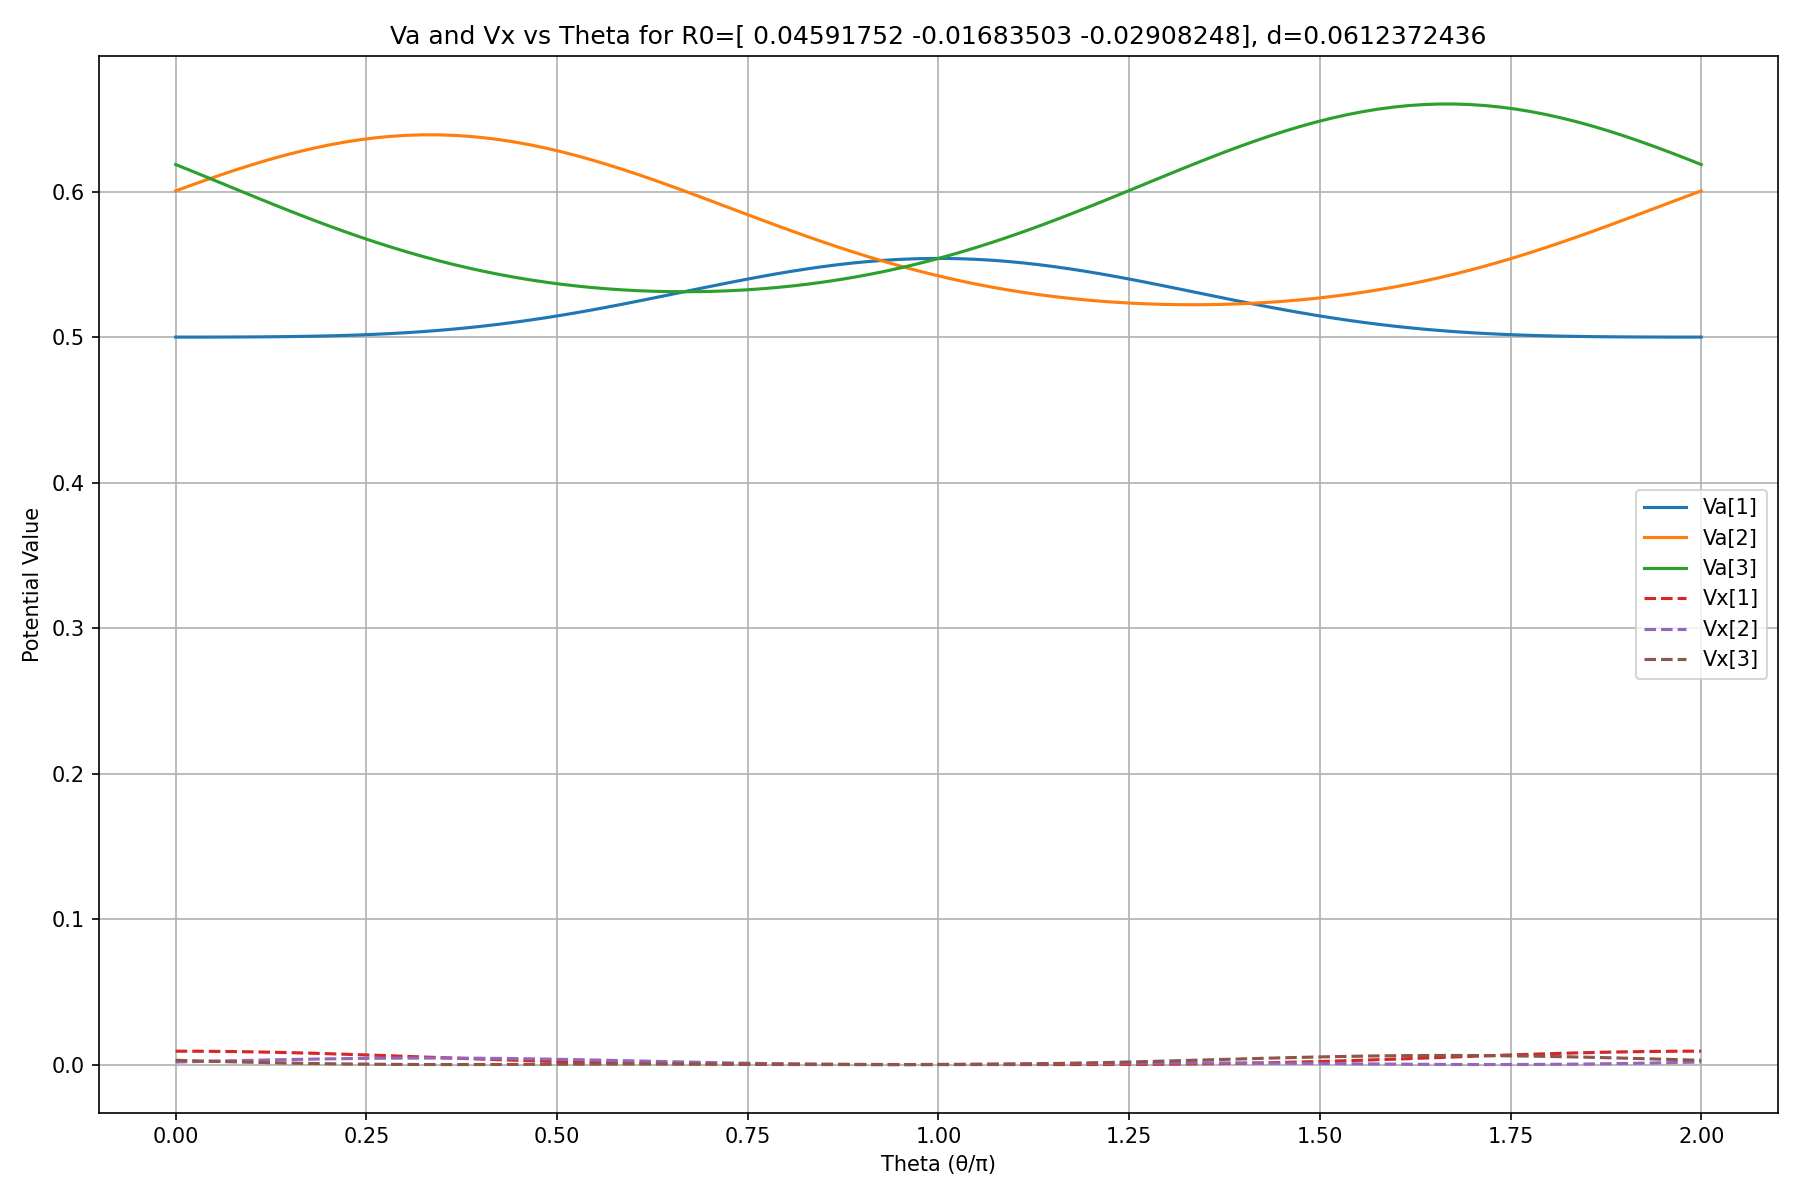 Va and Vx vs Theta for R0=[ 0.04591752 -0.01683503 -0.02908248], d=0.0612372436
Potential Value
0.6
0.5
0.4
0.3
0.2
0.1
0.0
Va[1]
Va[2]
Va[3]
Vx[1]
Vx[2]
Vx[3]
0.00 0.25 0.50 0.75 1.00 1.25 1.50 1.75 2.00
Theta (θ/π)